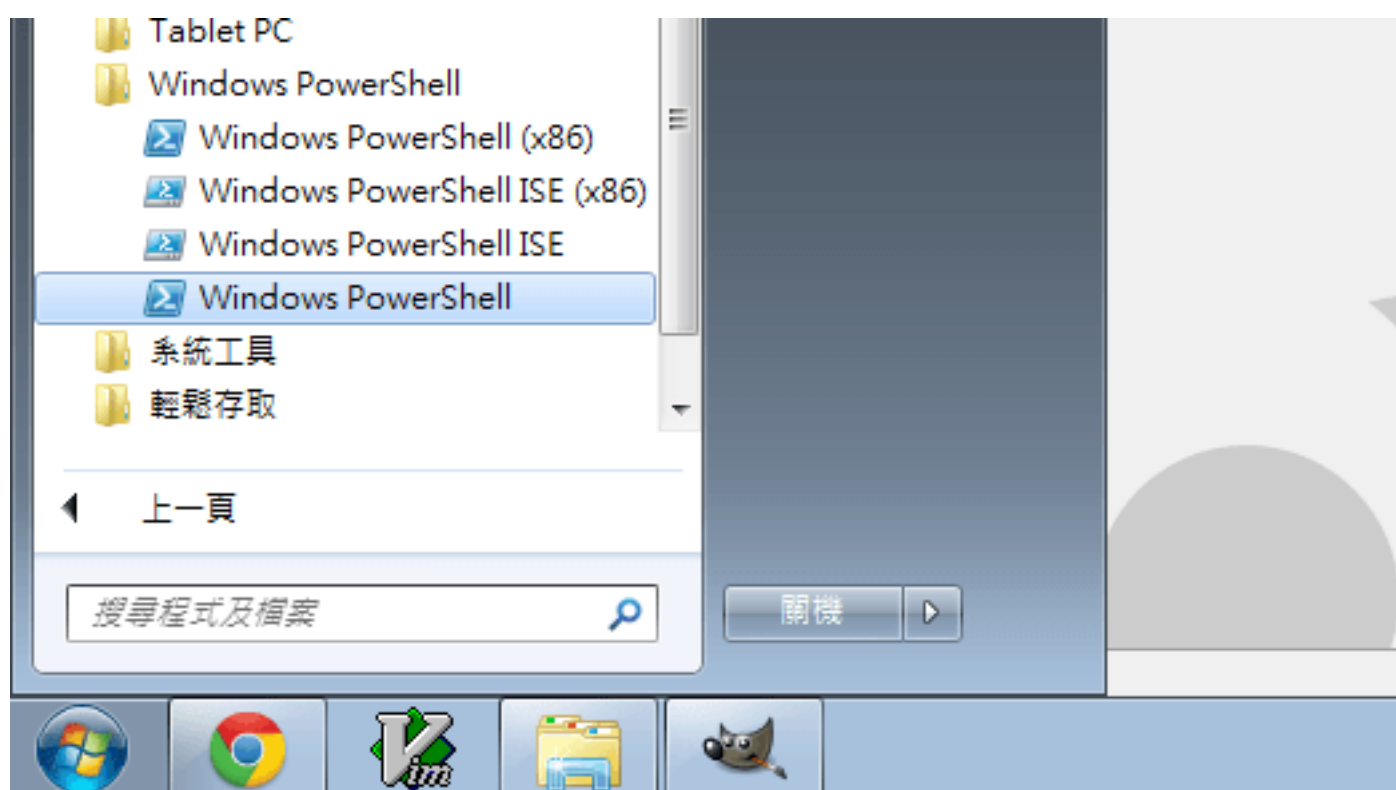 Tablet PC
Windows PowerShell
Windows PowerShell (x86)
Windows PowerShell ISE (x86)
Windows PowerShell ISE
Windows PowerShell
系統工具
輕鬆存取
上一頁
搜尋程式及檔案
關機
Vim